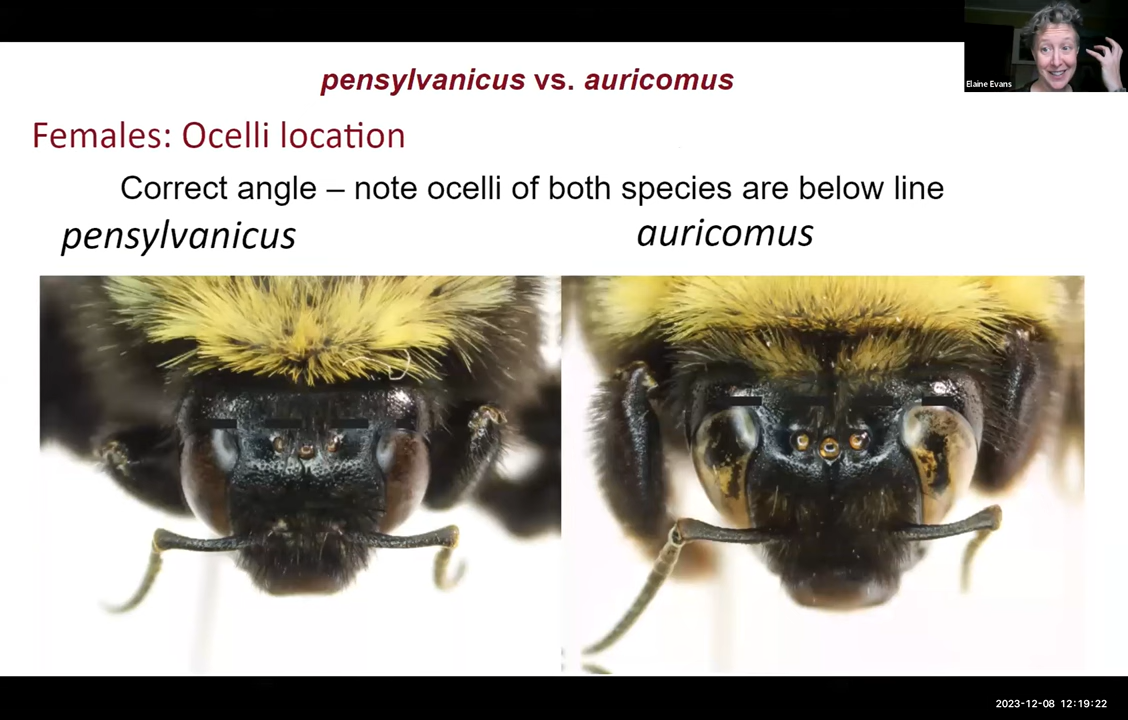 pensylvanicus vs. auricomus
Elaine Evans
Females: Ocelli location
Correct angle – note ocelli of both species are below line
pensylvanicus
auricomus
2023-12-08 12:19:22